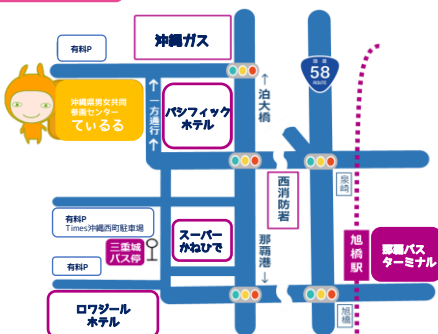 沖縄ガス
有料P
国道
58
ROUTE
沖縄県男女共同
参画センター
ているる
↑一方通行↑
パシフィック
ホテル
↑泊大橋
西消防署
泉崎
有料P
Times沖縄西町駐車場
三重城
バス停
スーパー
かねひで
那覇港↓
旭橋駅
那覇バス
ターミナル
有料P
ロワジール
ホテル
旭橋